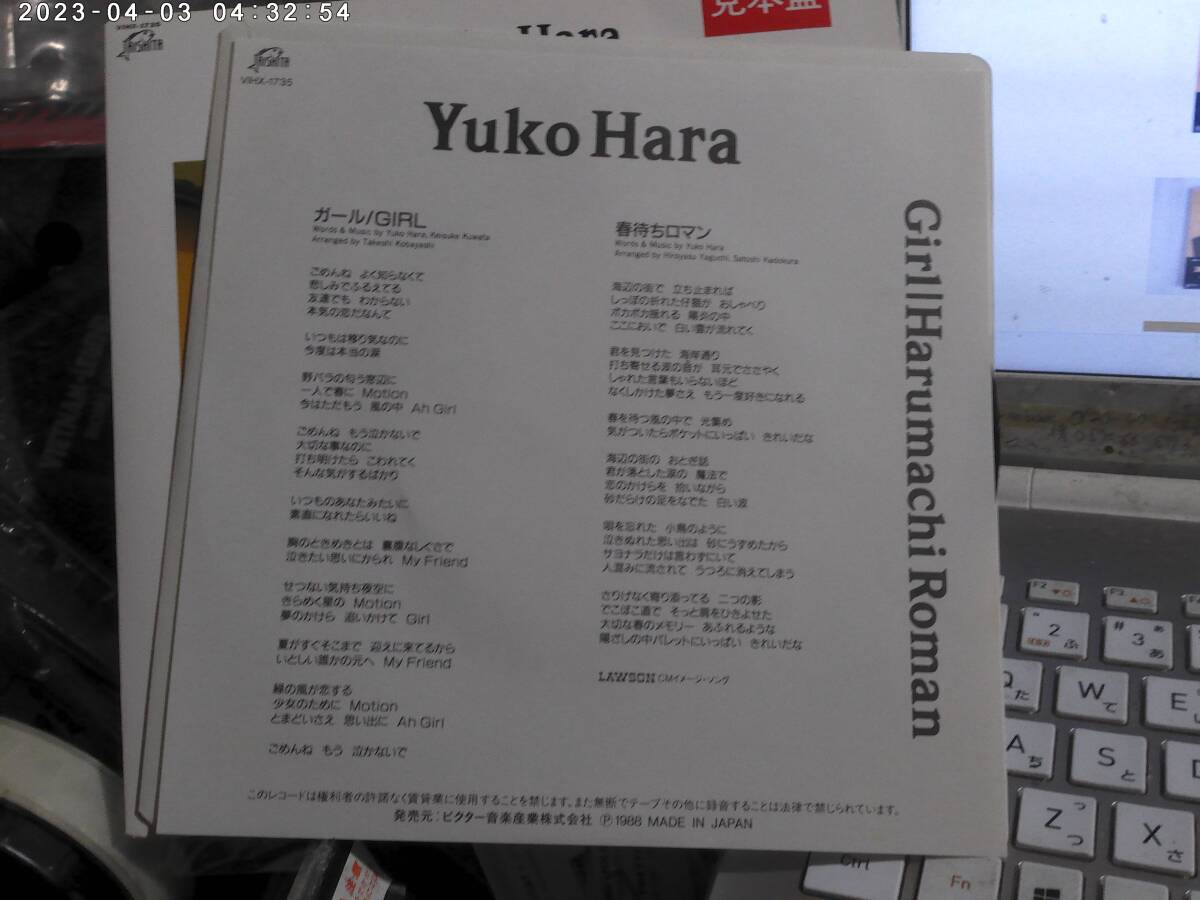 2023-04-03 04:32:54
見本盤
VIHX-1735
TAISHITA
Hara
TAISHITA
VIHX-1735
Yuko Hara
Girl/Harumachi Roman
ガール/GIRL
Words & Music by Yuko Hara, Keisuke Kuwata
Arranged by Takeshi Kobayashi
ごめんね よく知らなくて
悲しみでふるえてる
友達でも わからない
本気の恋だなんて
いつもは移り気なのに
今度は本当の涙
野バラの匂う窓辺に
一人で春に Motion
今はただもう 風の中 Ah Girl
ごめんね もう泣かないで
大切な事なのに
打ち明けたら こわれてく
そんな気がするばかり
いつものあなたみたいに
素直になれたらいいね
胸のときめきとは 裏腹なしぐさで
泣きたい思いにかられ My Friend
せつない気持ち夜空に
きらめく星の Motion
夢のかけら 追いかけて Girl
夏がすぐそこまで 迎えに来てるから
いとしい誰かの元へ My Friend
緑の風が恋する
少女のために Motion
とまどいさえ 思い出に Ah Girl
ごめんね もう 泣かないで
春待ちロマン
Words & Music by Yuko Hara
Arranged by Hiroyasu Yaguchi, Satoshi Kadokura
海辺の街で 立ち止まれば
しっぽの折れた仔猫が おしゃべり
ポカポカ揺れる 陽炎の中
ここにおいで 白い雲が流れてく
君を見つけた 海岸通り
打ち寄せる波の音が 耳元でささやく
しゃれた言葉もいらないほど
なくしかけた夢さえ もう一度好きになれる
春を待つ風の中で 光集め
気がついたらポケットにいっぱい きれいだな
海辺の街の おとぎ話
君が落とした涙の 魔法で
恋のかけらを 拾いながら
砂だらけの足をなでた 白い波
唄を忘れた 小鳥のように
泣きぬれた思い出は 砂にうずめたから
サヨナラだけは言わずにいて
人混みに流されて うつろに消えてしまう
さりげなく寄り添ってる 二つの影
でこぼこ道で そっと肩をひきよせた
大切な春のメモリー あふれるような
陽ざしの中パレットにいっぱい きれいだな
LAWSON CMイメージ・ソング
このレコードは権利者の許諾なく賃貸業に使用することを禁じます。また無断でテープその他に録音することは法律で禁じられています。
発売元:ビクター音楽産業株式会社 Ⓟ1988 MADE IN JAPAN
F2
F3
" 2 ふ
# 3 ぁ あ
Q た
W て
E
A ち
S と
D
Z っ つ
X さ
Ctrl
Fn